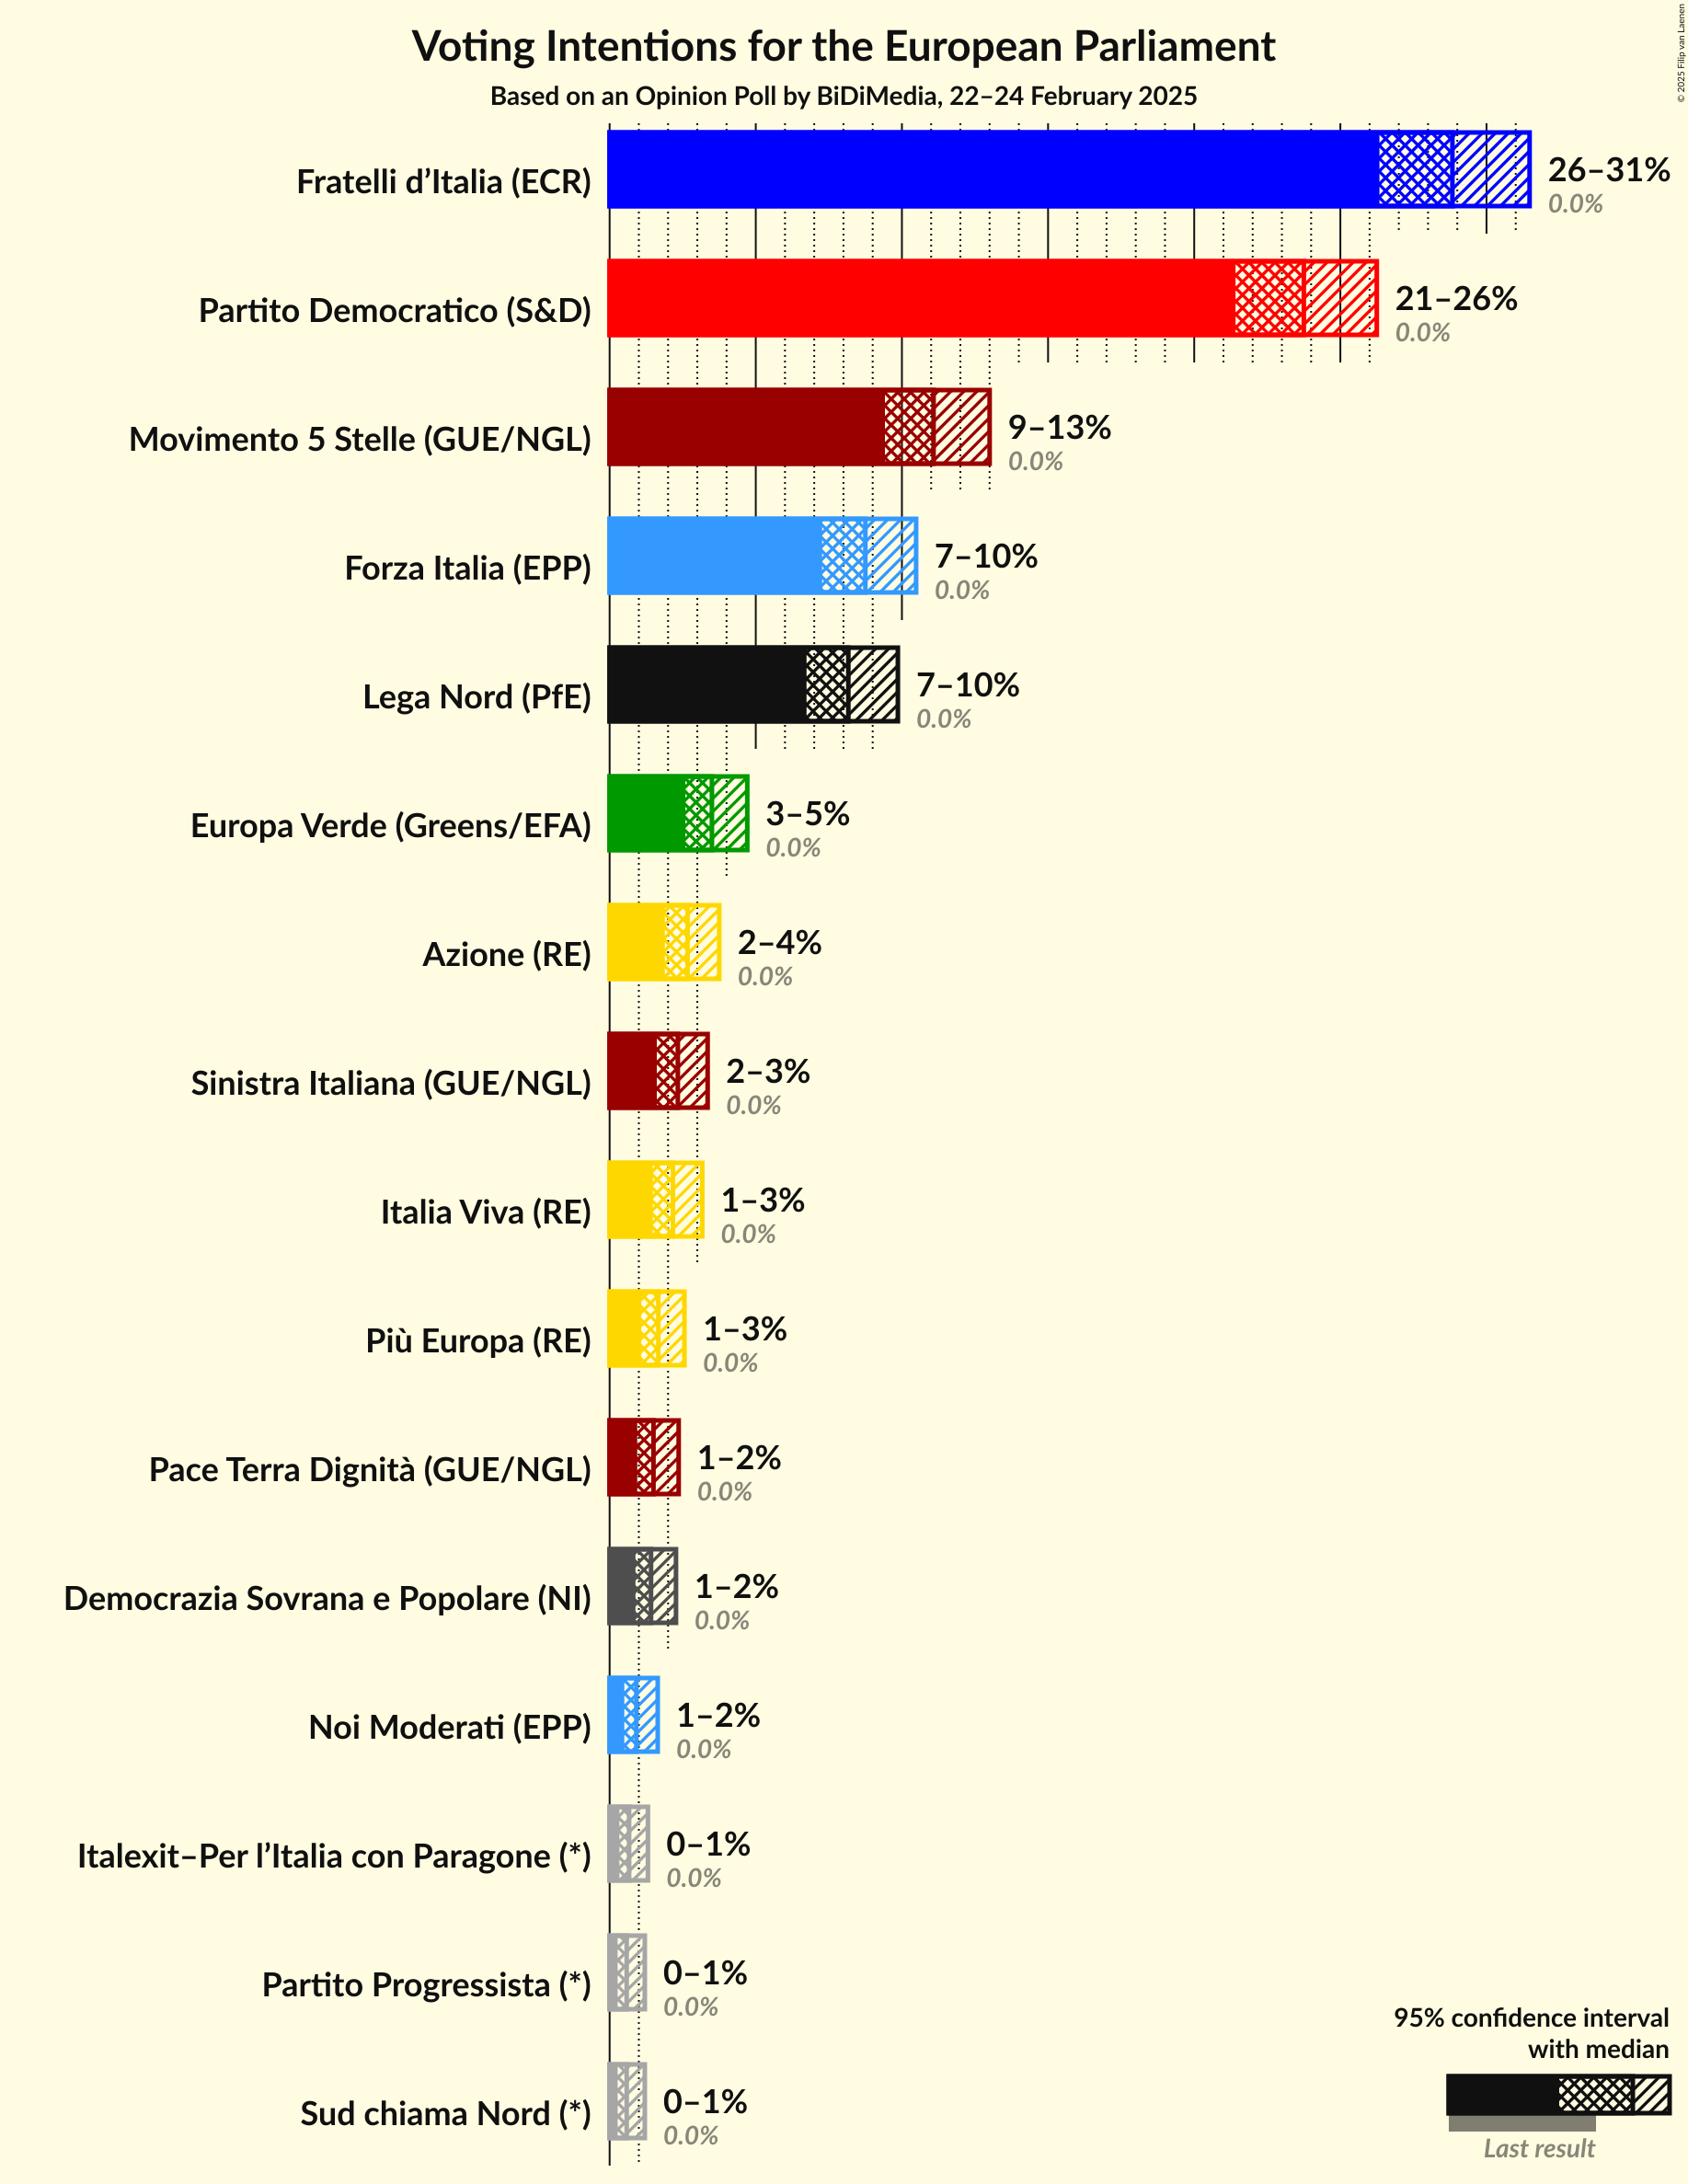 © 2025 Filip van Laenen
Voting Intentions for the European Parliament
Based on an Opinion Poll by BiDiMedia, 22–24 February 2025
Fratelli d’Italia (ECR)
26–31%
0.0%
Partito Democratico (S&D)
21–26%
0.0%
Movimento 5 Stelle (GUE/NGL)
9–13%
0.0%
Forza Italia (EPP)
7–10%
0.0%
Lega Nord (PfE)
7–10%
0.0%
Europa Verde (Greens/EFA)
3–5%
0.0%
Azione (RE)
2–4%
0.0%
Sinistra Italiana (GUE/NGL)
2–3%
0.0%
Italia Viva (RE)
1–3%
0.0%
Più Europa (RE)
1–3%
0.0%
Pace Terra Dignità (GUE/NGL)
1–2%
0.0%
Democrazia Sovrana e Popolare (NI)
1–2%
0.0%
Noi Moderati (EPP)
1–2%
0.0%
Italexit–Per l’Italia con Paragone (*)
0–1%
0.0%
Partito Progressista (*)
0–1%
0.0%
Sud chiama Nord (*)
0–1%
0.0%
95% confidence interval
with median
Last result